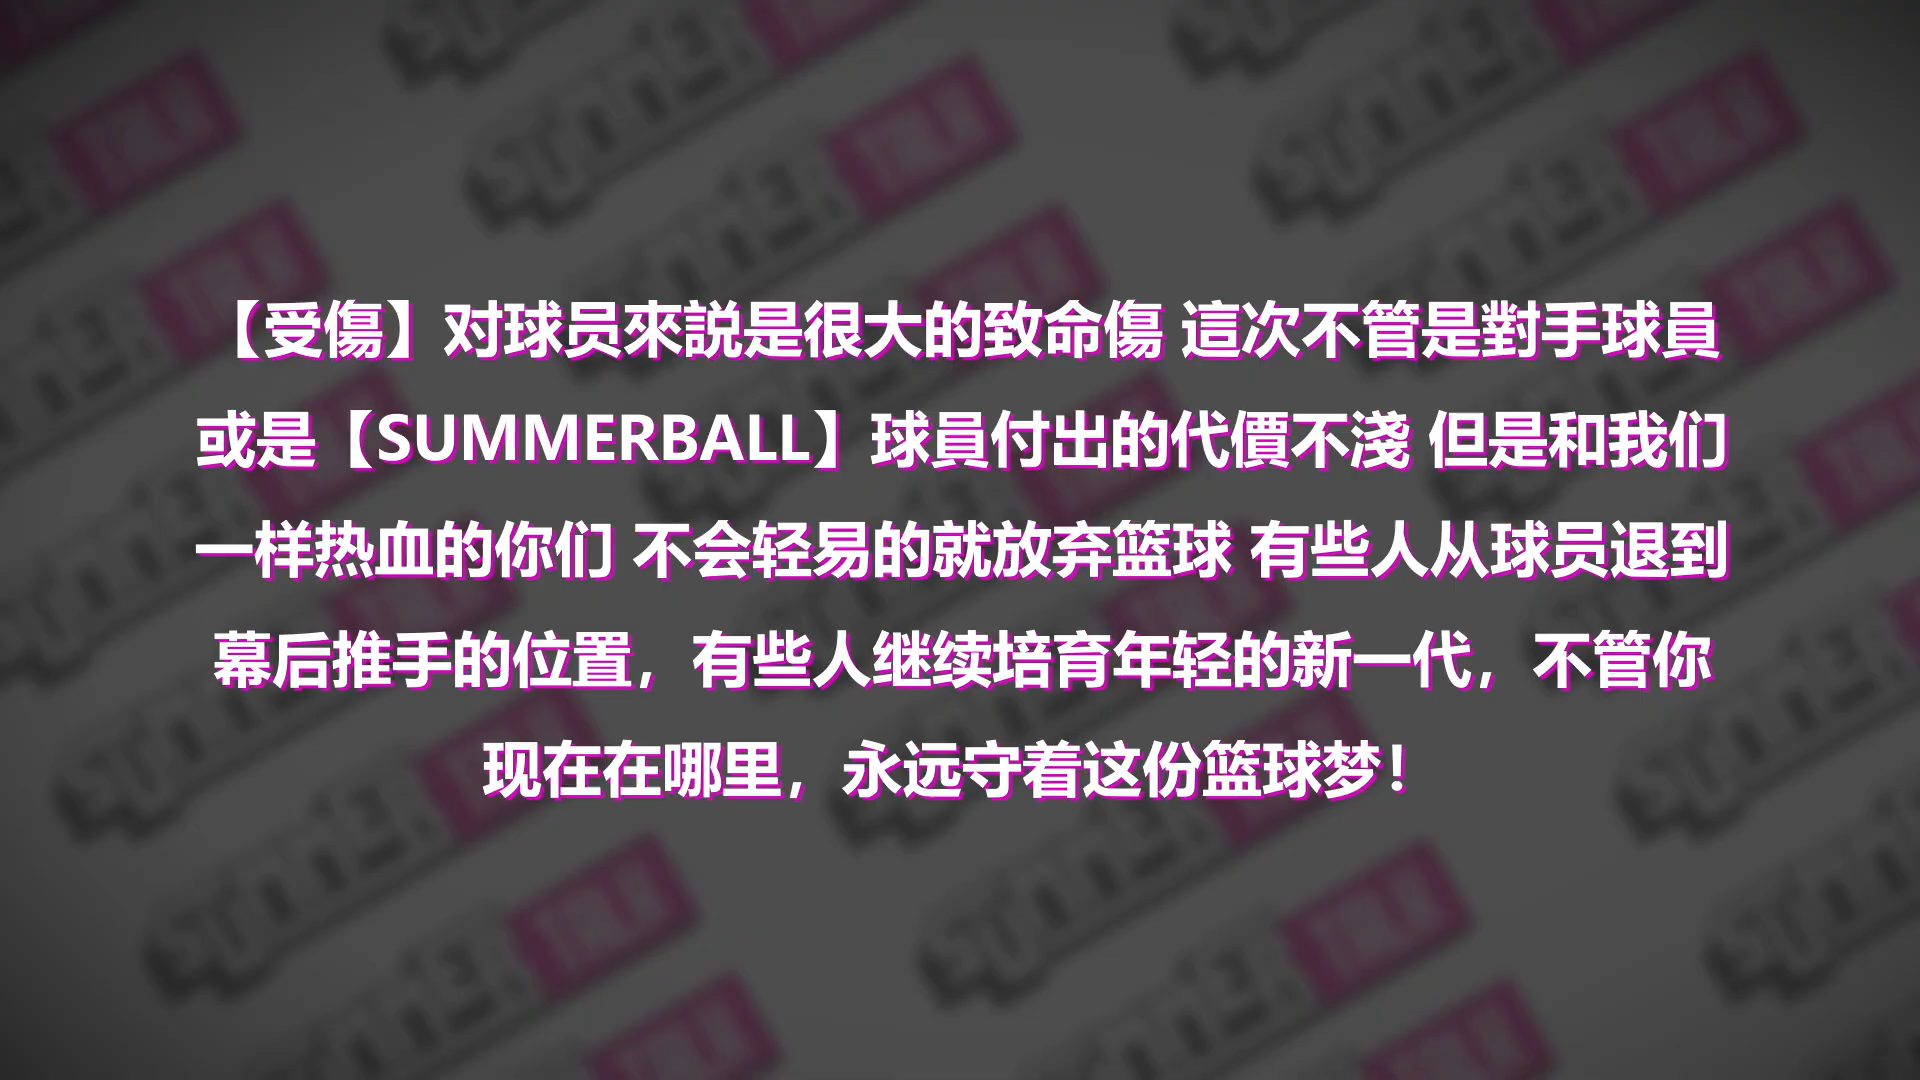 【受傷】对球员來説是很大的致命傷 這次不管是對手球員
或是【SUMMERBALL】球員付出的代價不淺 但是和我们
一样热血的你们 不会轻易的就放弃篮球 有些人从球员退到
幕后推手的位置，有些人继续培育年轻的新一代，不管你
现在在哪里，永远守着这份篮球梦！